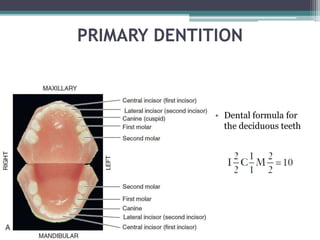 PRIMARY DENTITION
MAXILLARY
Central incisor (first incisor)
Lateral incisor (second incisor)
Canine (cuspid)
First molar
Second molar
RIGHT
LEFT
Second molar
First molar
Canine
Lateral incisor (second incisor)
Central incisor (first incisor)
A
MANDIBULAR
• Dental formula for
the deciduous teeth
I 2/2 C 1/1 M 2/2 = 10